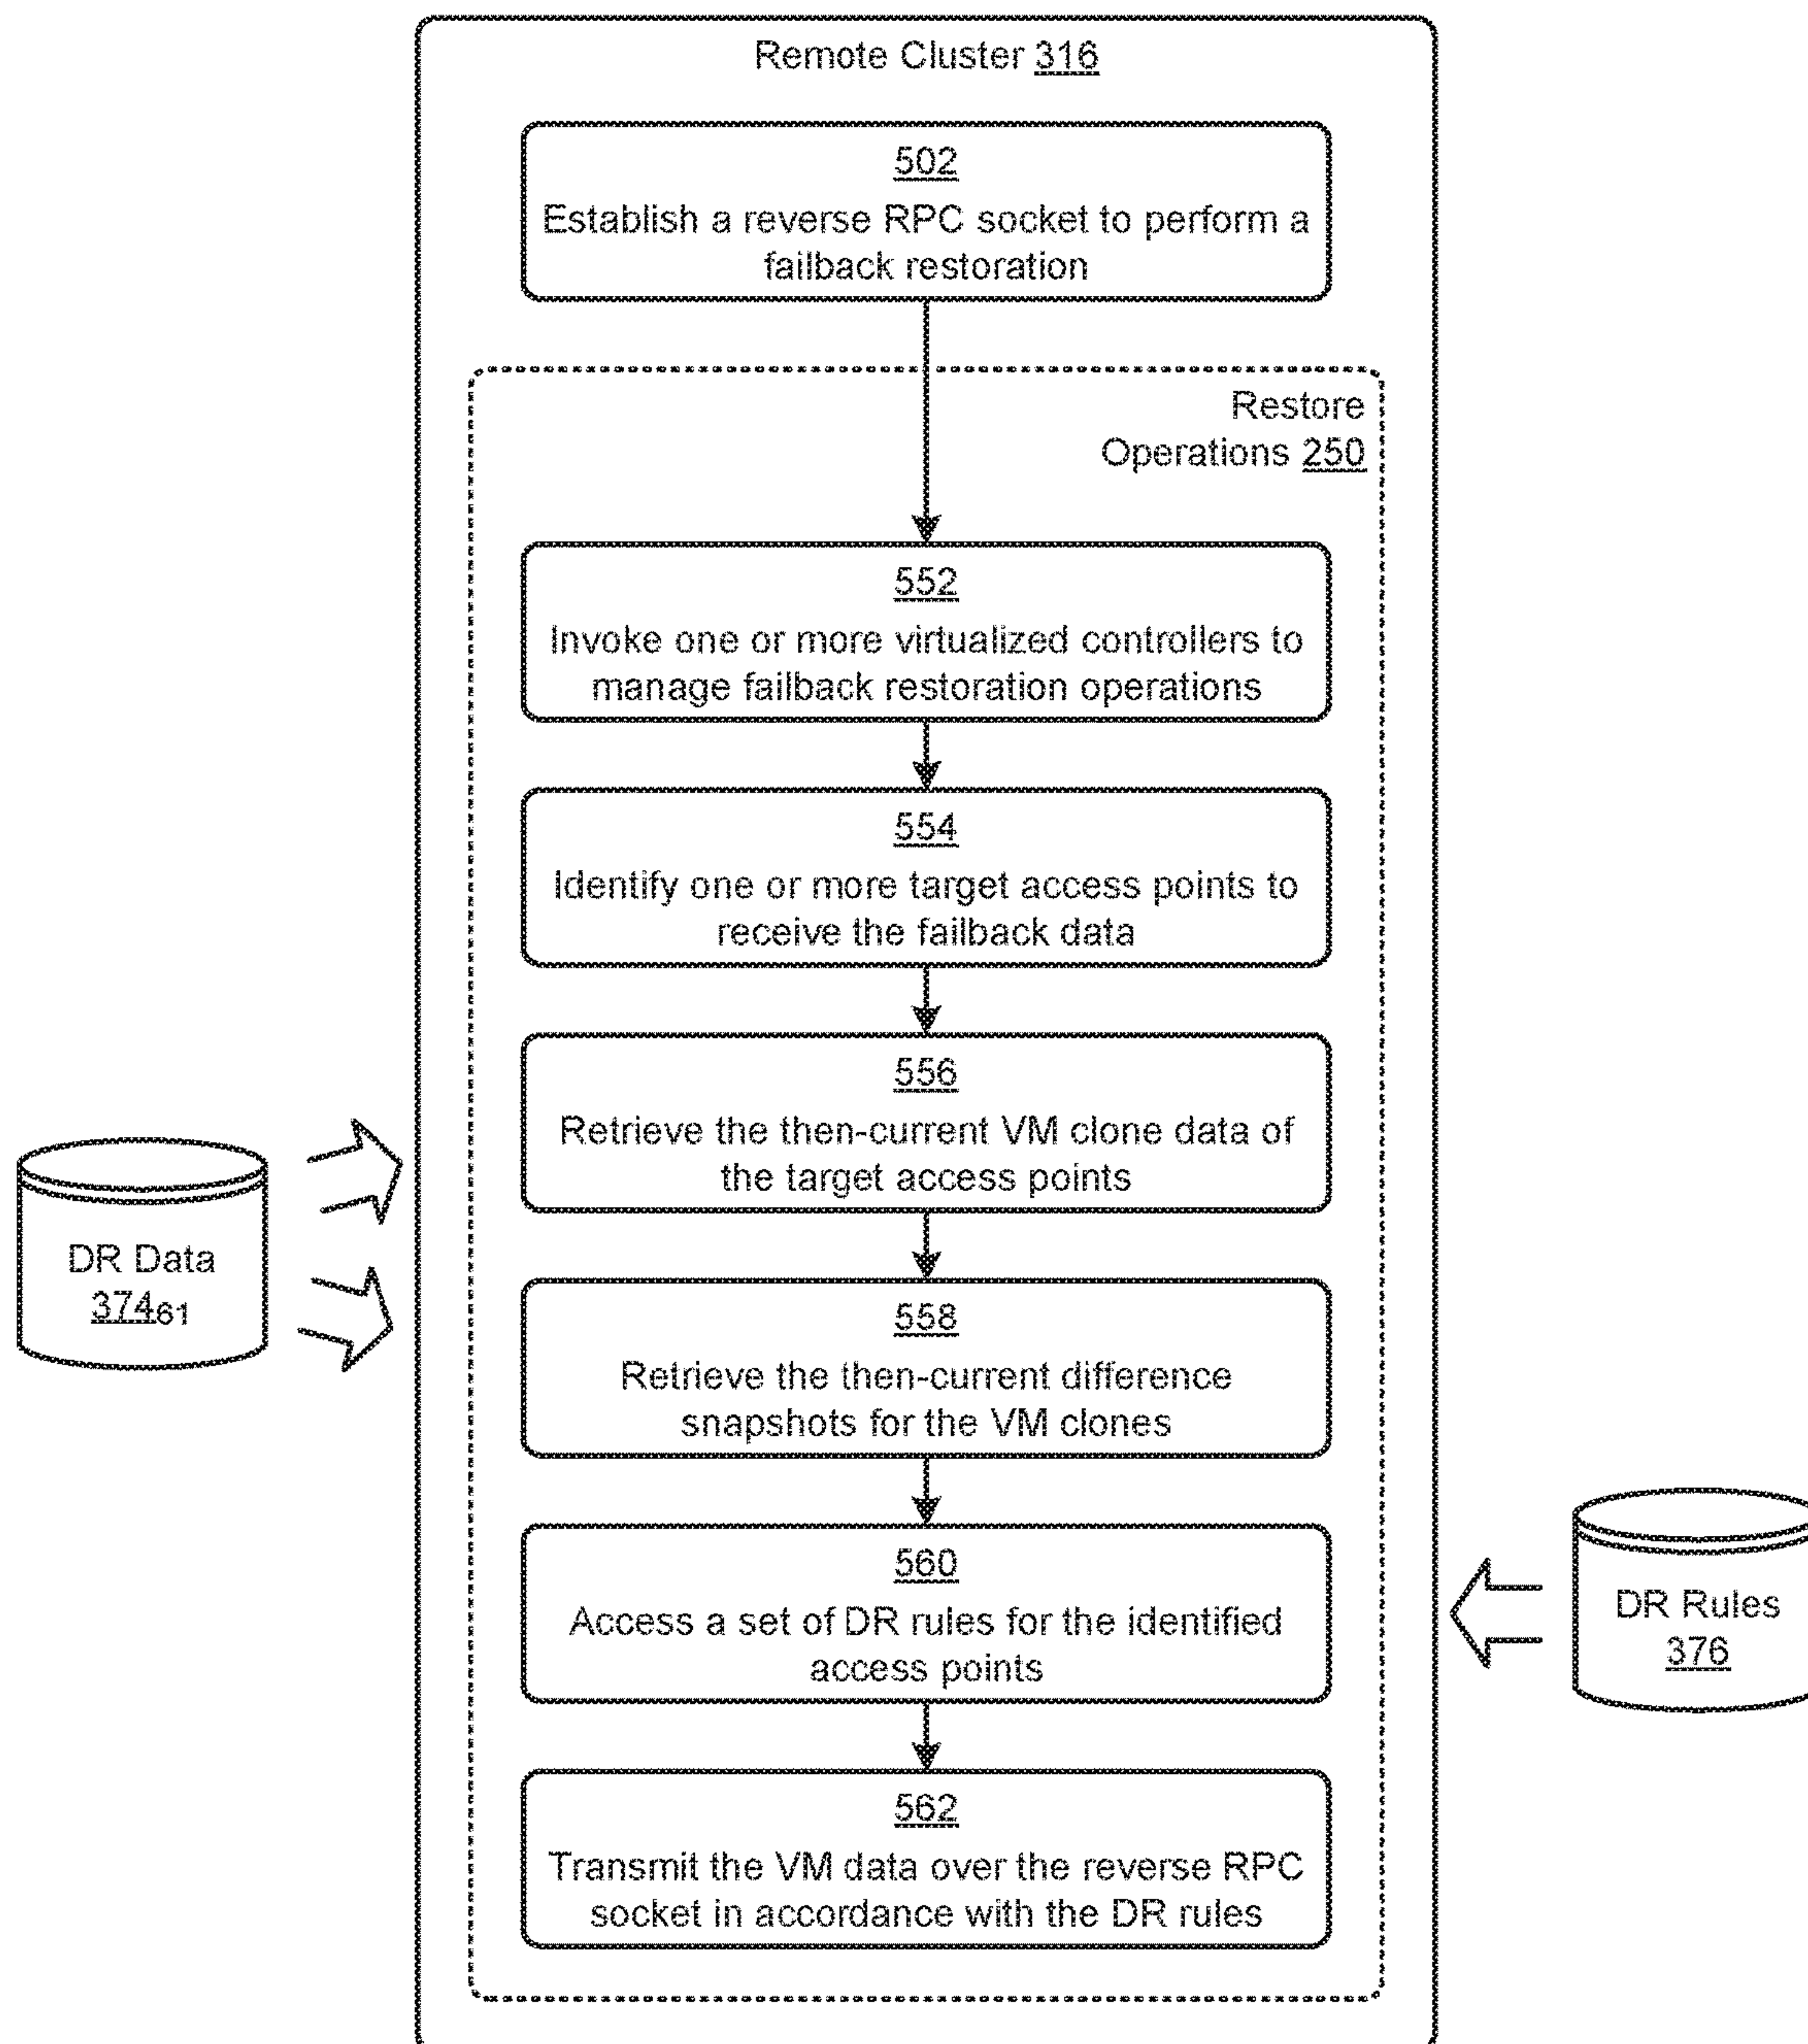 Remote Cluster 316
502
Establish a reverse RPC socket to perform a
failback restoration
Restore
Operations 250
552
Invoke one or more virtualized controllers to
manage failback restoration operations
554
Identify one or more target access points to
receive the failback data
556
Retrieve the then-current VM clone data of
the target access points
DR Data
374₆₁
558
Retrieve the then-current difference
snapshots for the VM clones
560
Access a set of DR rules for the identified
access points
DR Rules
376
562
Transmit the VM data over the reverse RPC
socket in accordance with the DR rules